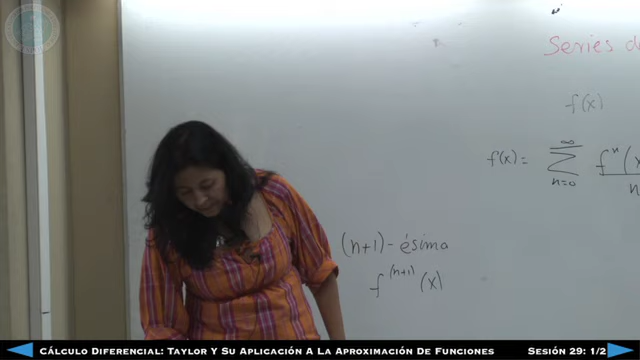 Series d
f(x)
f(x) = ∞ Σ n=0 fⁿ(x
n
(n+1) - ésima
f⁽ⁿ⁺¹⁾(x)
Cálculo Diferencial: Taylor Y Su Aplicación A La Aproximación De Funciones Sesión 29: 1/2